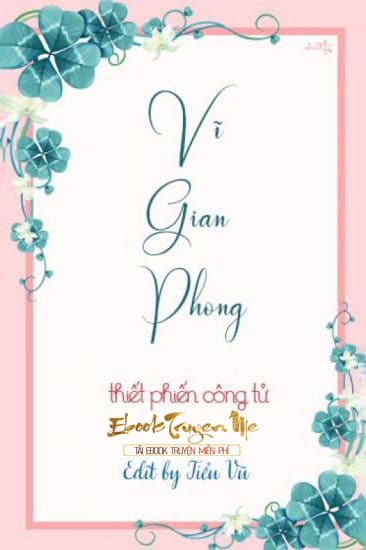 Vĩ
Gian
Phong
thiết phiến công tử
Ebook Truyen Me
TẢI EBOOK TRUYỆN MIỄN PHÍ
Edit by Tiểu Vũ